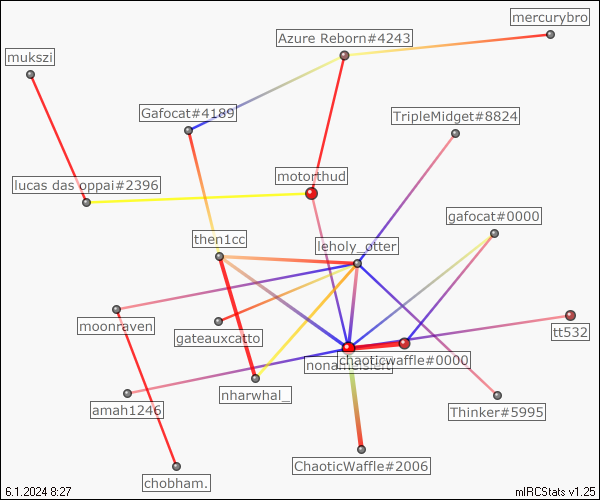 mercurybro
Azure Reborn#4243
mukszi
Gafocat#4189
TripleMidget#8824
motorthud
lucas das oppai#2396
gafocat#0000
then1cc
leholy_otter
moonraven
gateauxcatto
tt532
chaoticwaffle#0000
nharwhal_
amah1246
Thinker#5995
ChaoticWaffle#2006
chobham.
6.1.2024 8:27
mIRCStats v1.25